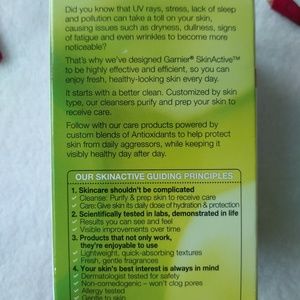 Did you know that UV rays, stress, lack of sleep
and pollution can take a toll on your skin,
causing issues such as dryness, dullness, signs
of fatigue and even wrinkles to become more
noticeable?
That's why we've designed Garnier® SkinActive™
to be highly effective and efficient, so you can
enjoy fresh, healthy-looking skin every day.
It starts with a better clean. Customized by skin
type, our cleansers purify and prep your skin to
receive care.
Follow with our care products powered by
custom blends of Antioxidants to help protect
skin from daily aggressors, while keeping it
visibly healthy day after day.
OUR SKINACTIVE GUIDING PRINCIPLES
1. Skincare shouldn't be complicated
✓ Cleanse: Purify & prep skin to receive care
✓ Care: Give skin its daily dose of hydration & protection
2. Scientifically tested in labs, demonstrated in life
✓ Results you can see and feel
✓ Visible improvements over time
3. Products that not only work,
they're enjoyable to use
✓ Lightweight, quick-absorbing textures
✓ Fresh, gentle fragrances
4. Your skin's best interest is always in mind
✓ Dermatologist tested for safety
✓ Non-comedogenic – won't clog pores
✓ Allergy tested
✓ Gentle to skin